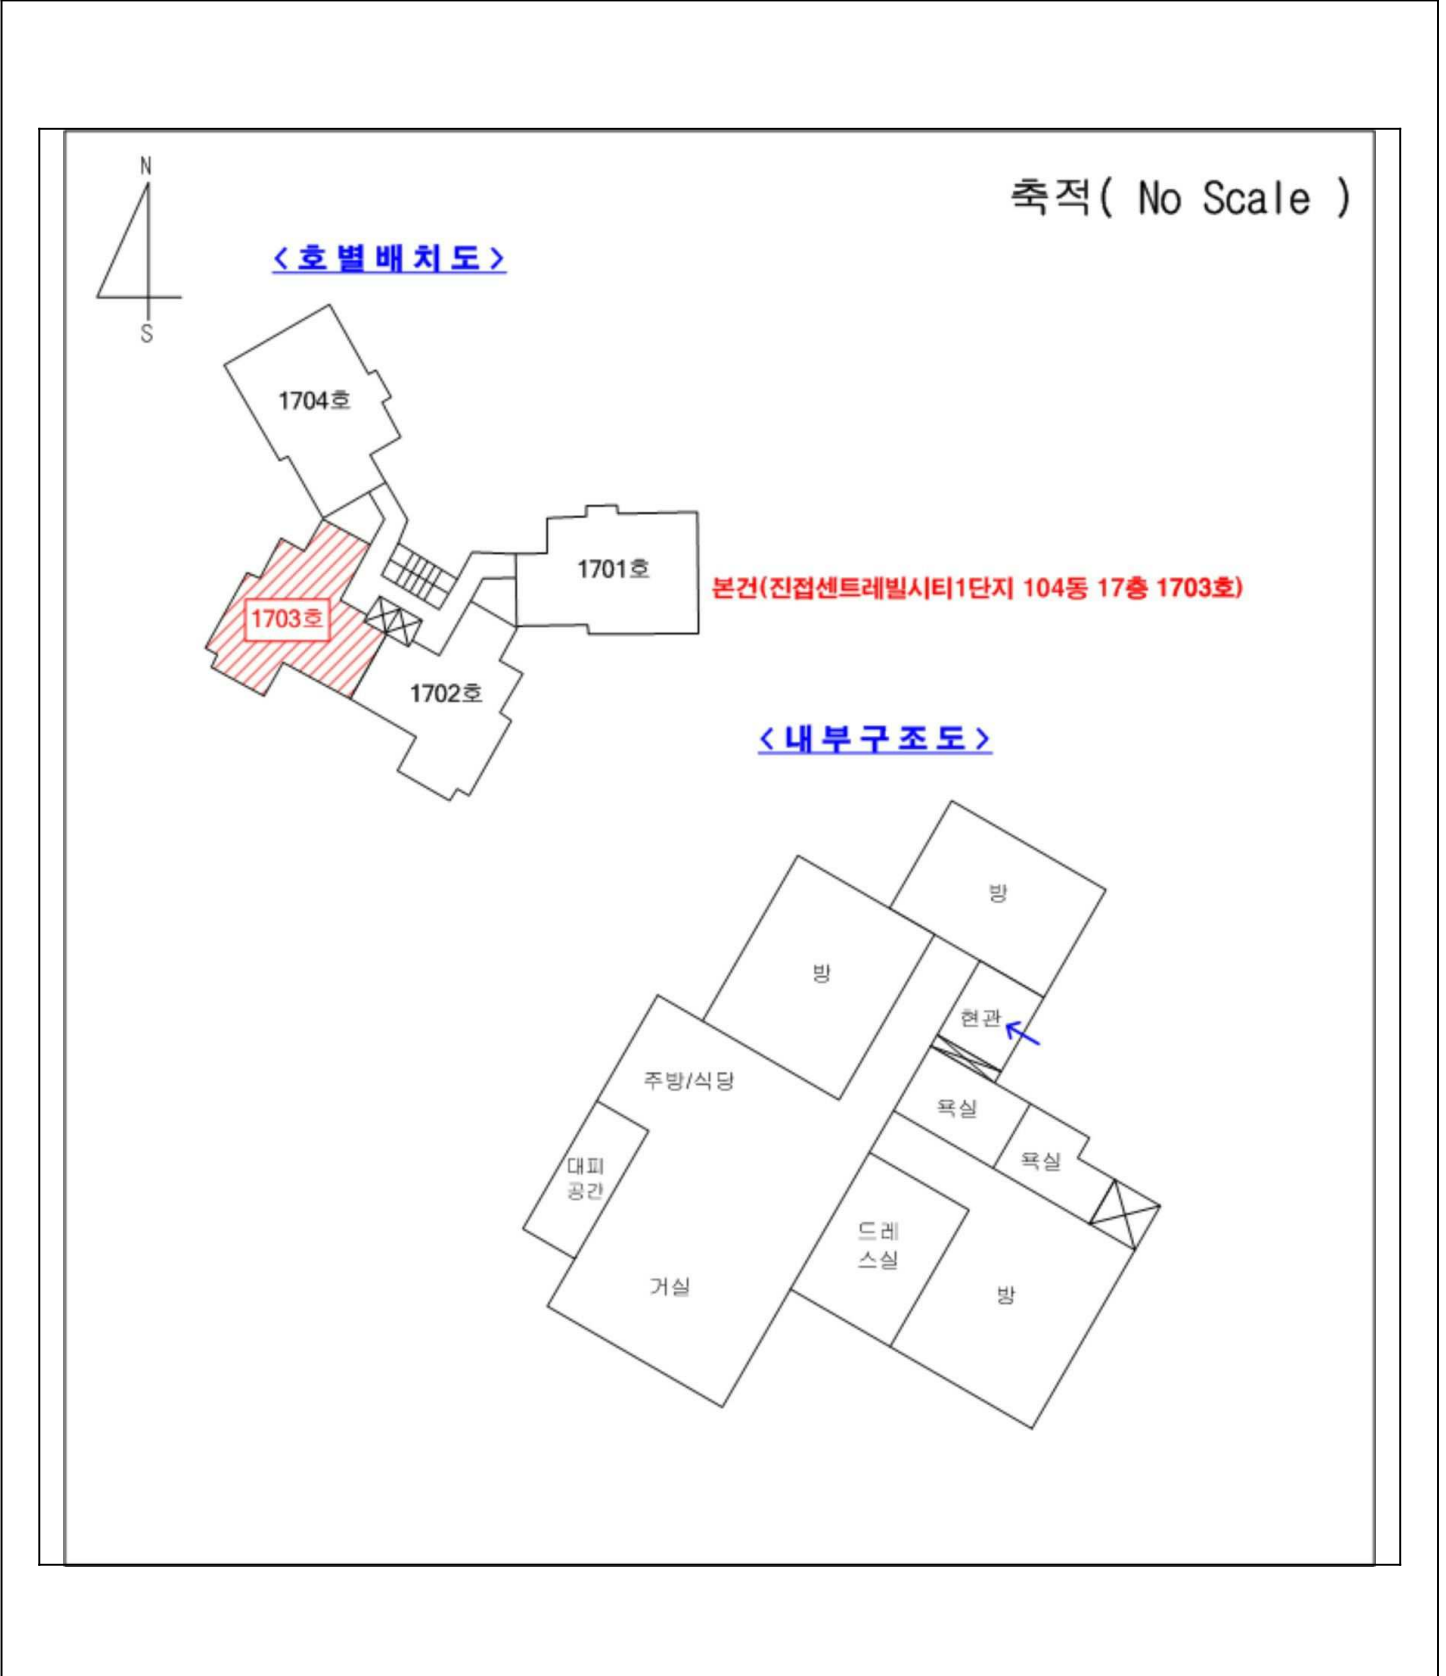 N
축적( No Scale )
<호별배치도>
S
1704호
1701호
본건(진접센트레빌시티1단지 104동 17층 1703호)
1703호
1702호
<내부구조도>
방
방
현관
주방/식당
욕실
욕실
대피
공간
드레
스실
거실
방